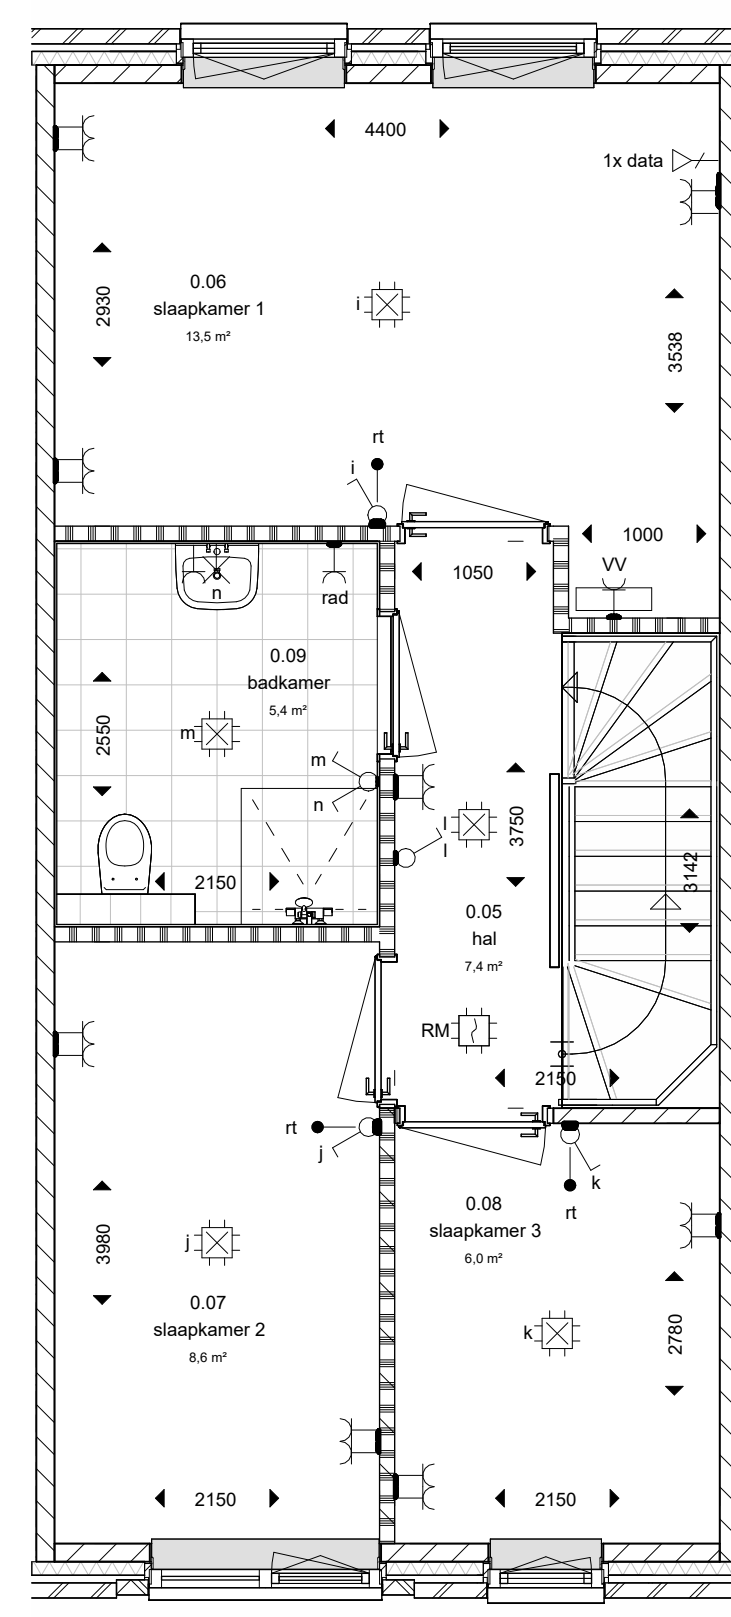 4400
1x data
0.06
slaapkamer 1
13,5 m²
i
2930
3538
rt
i
1000
1050
VV
n
rad
0.09
badkamer
5,4 m²
m
2550
m
n
l
l
3750
3142
2150
0.05
hal
7,4 m²
RM
2150
rt
j
k
rt
0.08
slaapkamer 3
6,0 m²
j
3980
0.07
slaapkamer 2
8,6 m²
k
2780
2150
2150